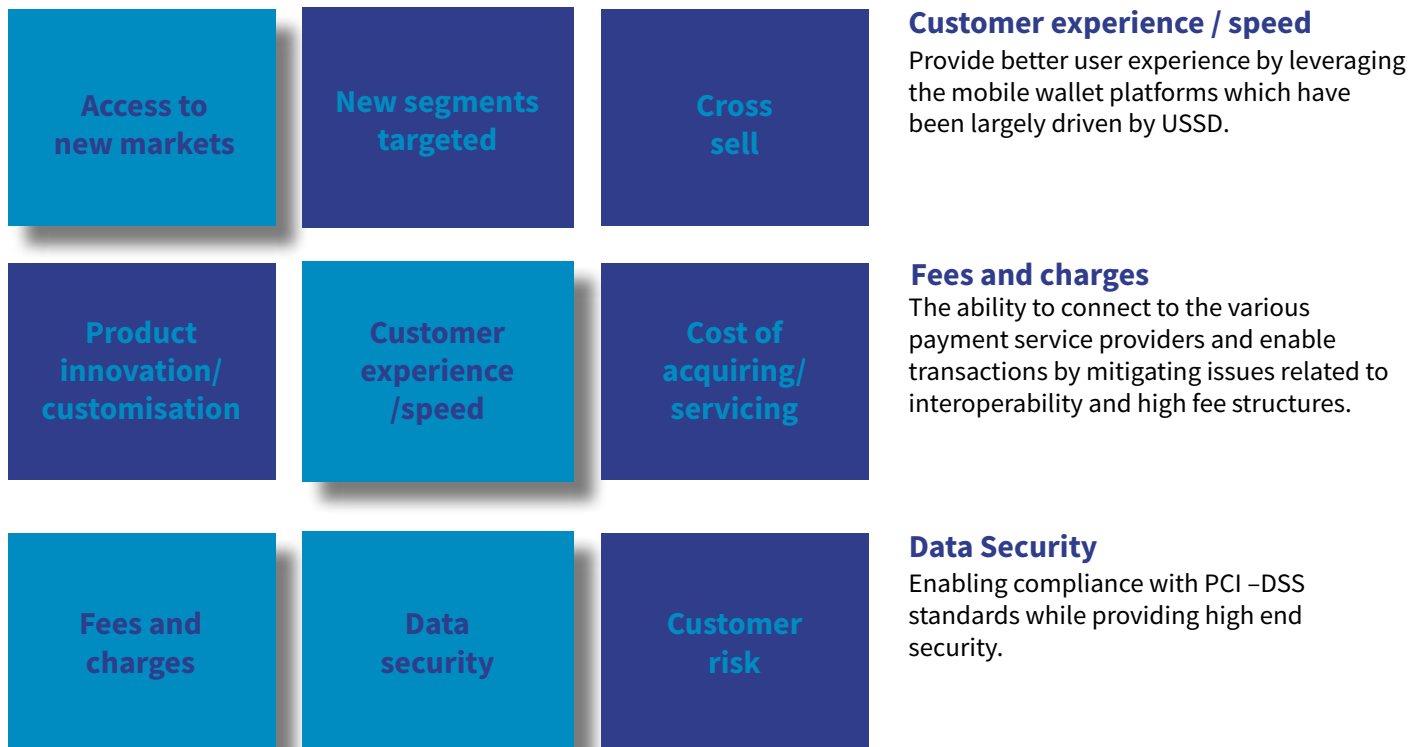 Access to
new markets
New segments
targeted
Cross
sell
Product
innovation/
customisation
Customer
experience
/speed
Cost of
acquiring/
servicing
Fees and
charges
Data
security
Customer
risk
Customer experience / speed
Provide better user experience by leveraging
the mobile wallet platforms which have
been largely driven by USSD.
Fees and charges
The ability to connect to the various
payment service providers and enable
transactions by mitigating issues related to
interoperability and high fee structures.
Data Security
Enabling compliance with PCI –DSS
standards while providing high end
security.